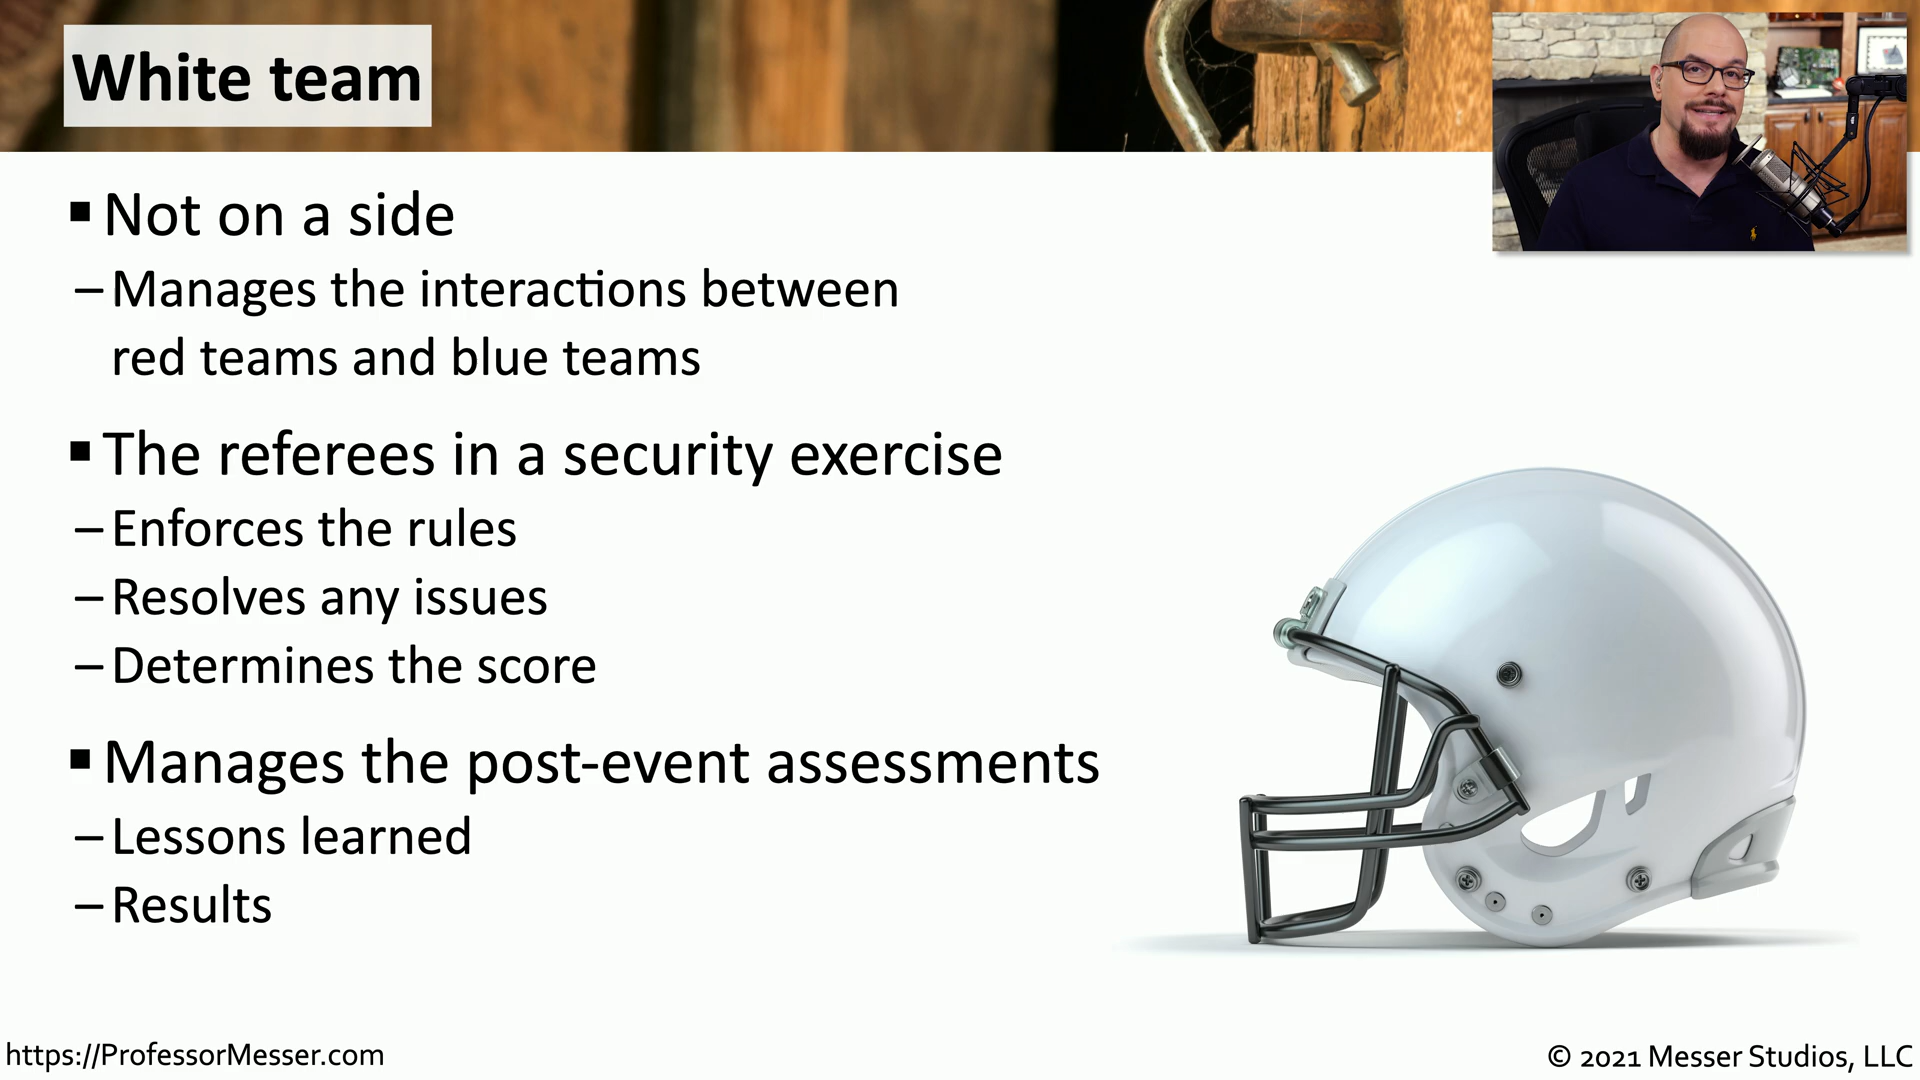 White team
▪ Not on a side
– Manages the interactions between
red teams and blue teams
▪ The referees in a security exercise
– Enforces the rules
– Resolves any issues
– Determines the score
▪ Manages the post-event assessments
– Lessons learned
– Results
https://ProfessorMesser.com
© 2021 Messer Studios, LLC